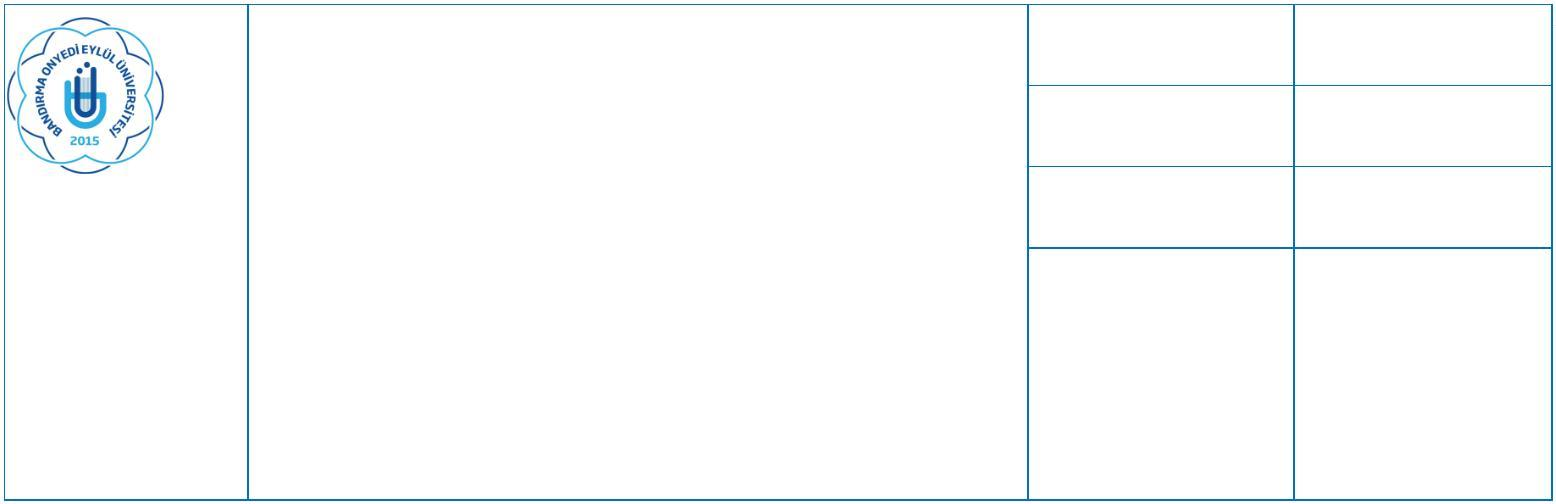 BANDIRMA ONYEDİ EYLÜL ÜNİVERSİTESİ
2015